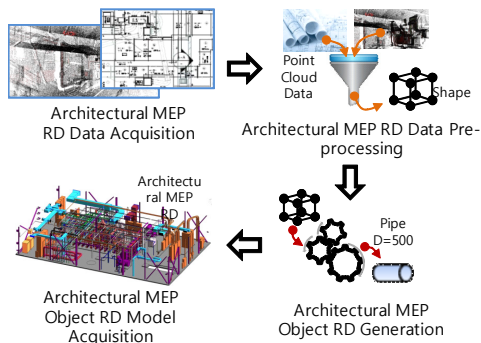 Architectural MEP
RD Data Acquisition
Point
Cloud
Data
Shape
Architectural MEP RD Data Pre-
processing
Pipe
D=500
Architectural MEP
Object RD Generation
Architectu
ral MEP
RD
Architectural MEP
Object RD Model
Acquisition